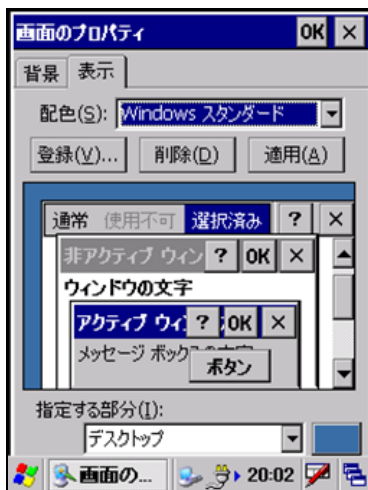 画面のプロパティ OK ×
背景 表示
配色(S): Windows スタンダード
登録(V)... 削除(D) 適用(A)
通常 使用不可 選択済み ? ×
非アクティブ ウィン ? OK ×
ウィンドウの文字
アクティブ ウィ ? OK ×
メッセージ ボック
ボタン
指定する部分(I):
デスクトップ
画面の... 20:02